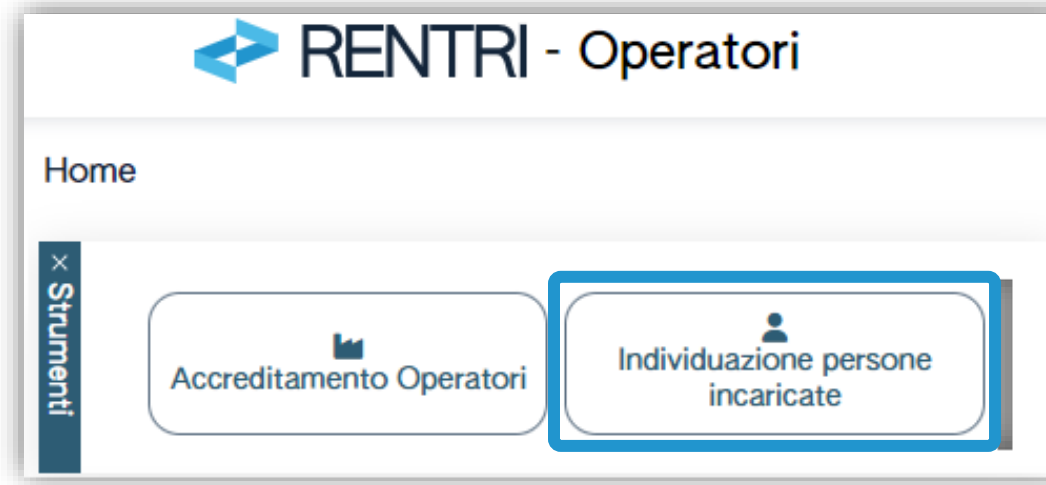 RENTRI - Operatori
Home
× Strumenti
Accreditamento Operatori
Individuazione persone
incaricate